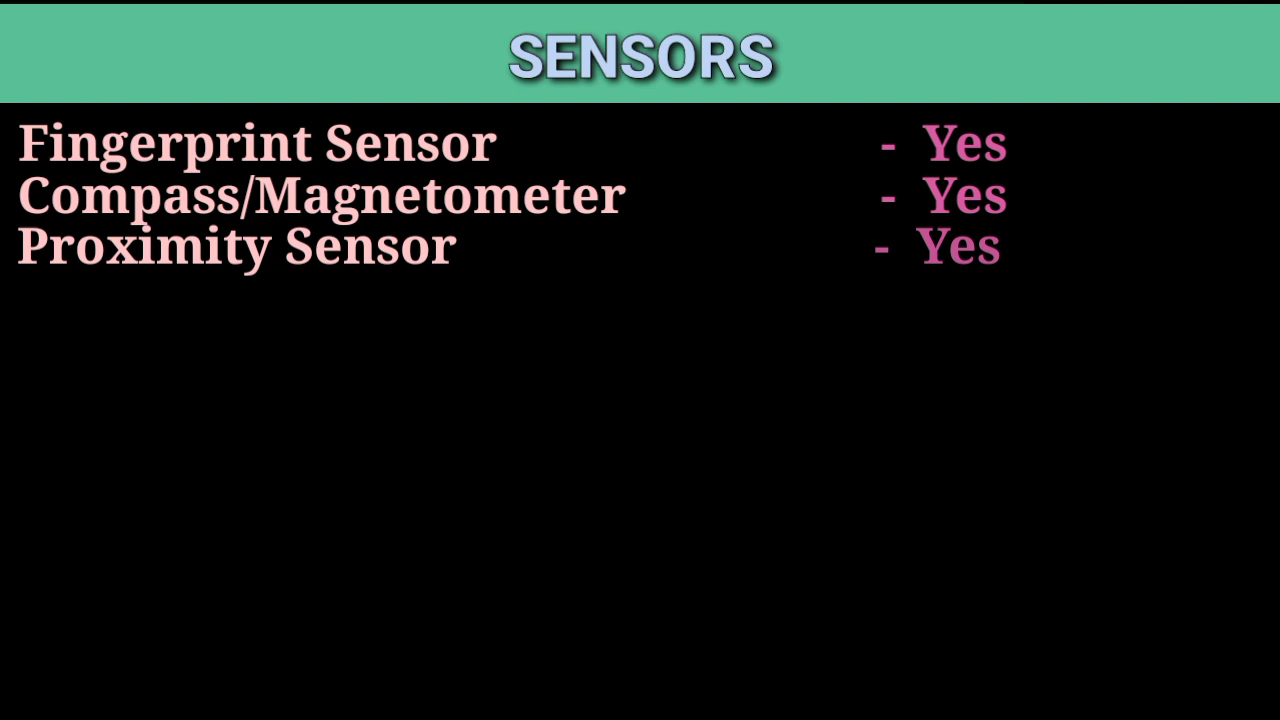 SENSORS
Fingerprint Sensor - Yes
Compass/Magnetometer - Yes
Proximity Sensor - Yes